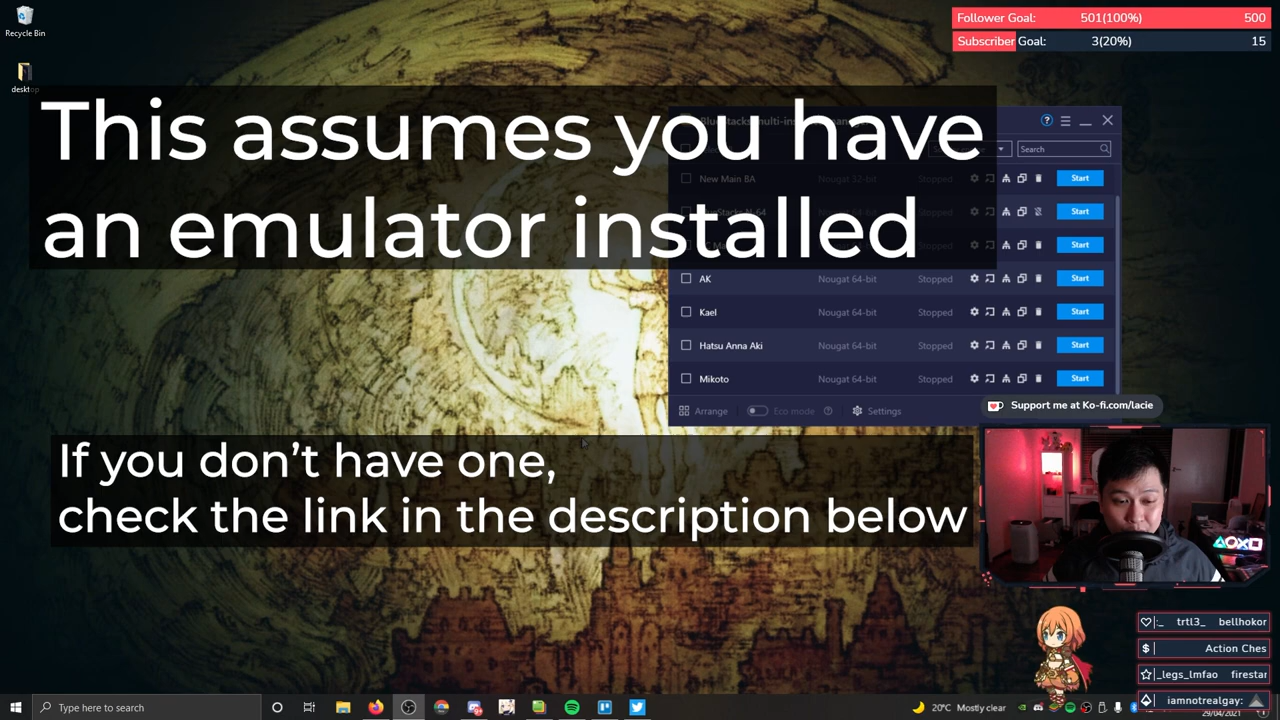 Recycle Bin
Follower Goal: 501(100%) 500
Subscriber Goal: 3(20%) 15
This assumes you have
an emulator installed
Search
New Main BA Nougat 32-bit Stopped Start
Start
Start
AK Nougat 64-bit Stopped Start
Kael Nougat 64-bit Stopped Start
Hatsu Anna Aki Nougat 64-bit Stopped Start
Mikoto Nougat 64-bit Stopped Start
Arrange Eco mode Settings
Support me at Ko-fi.com/lacie
If you don’t have one,
check the link in the description below
trtl3_ bellhokor
Action Ches
_legs_lmfao firestar
iamnotrealgay:
Type here to search
20°C Mostly clear
29/04/2021